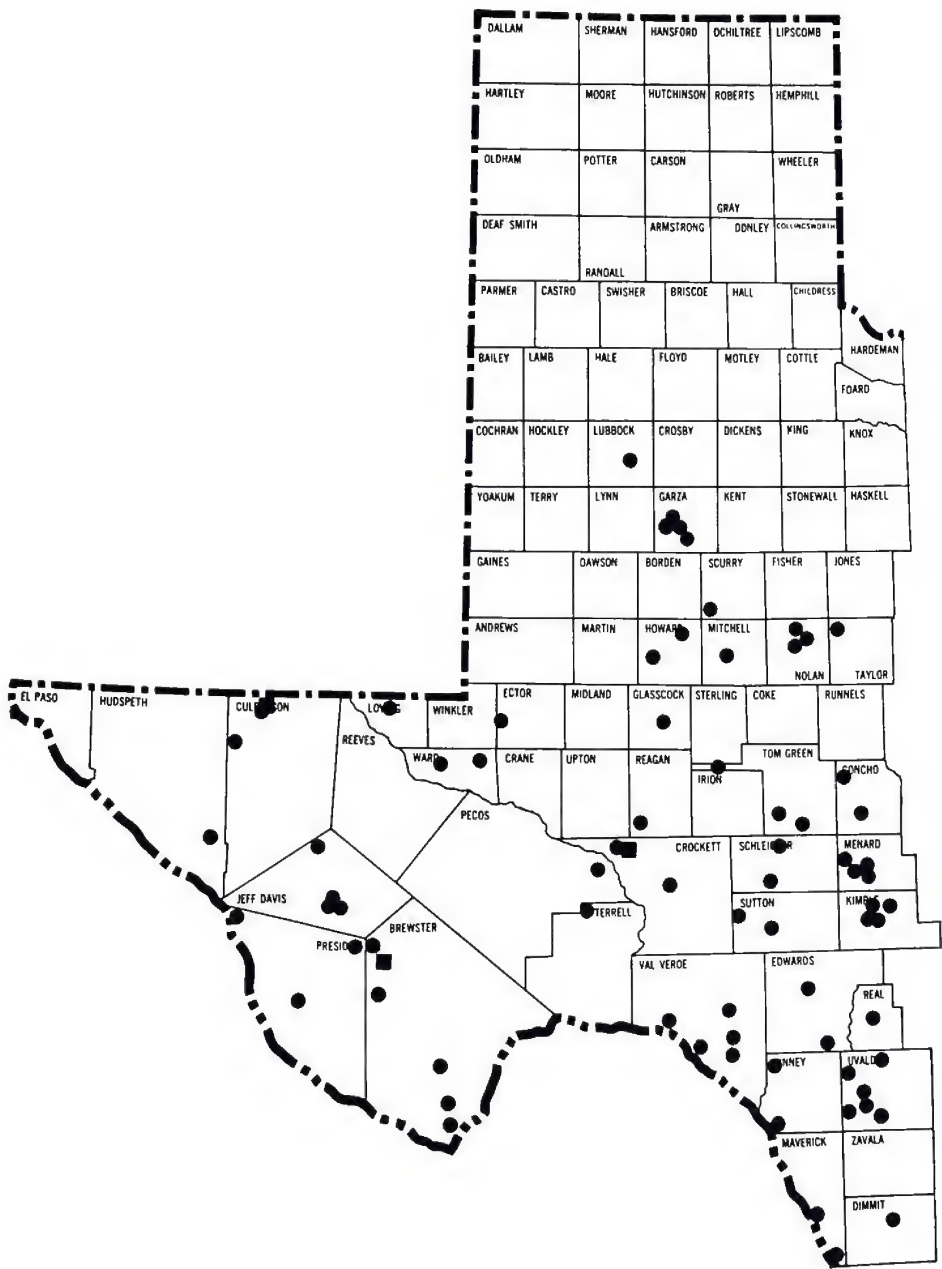 DALLAM SHERMAN HANSFORD OCHILTREE LIPSCOMB
HARTLEY MOORE HUTCHINSON ROBERTS HEMPHILL
OLDHAM POTTER CARSON WHEELER
GRAY
DEAF SMITH ARMSTRONG DONLEY COLLINGSWORTH
RANDALL
PARMER CASTRO SWISHER BRISCOE HALL CHILDRESS
HARDEMAN
BAILEY LAMB HALE FLOYD MOTLEY COTTLE
FOARD
COCHRAN HOCKLEY LUBBOCK CROSBY DICKENS KING KNOX
YOAKUM TERRY LYNN GARZA KENT STONEWALL HASKELL
GAINES DAWSON BORDEN SCURRY FISHER JONES
ANDREWS MARTIN HOWARD MITCHELL
NOLAN TAYLOR
EL PASO HUDSPETH ECTOR MIDLAND GLASSCOCK STERLING COKE RUNNELS
WINKLER
REEVES
WARD CRANE UPTON REAGAN TOM GREEN
IRION CONCHO
PECOS
CROCKETT MENARD
JEFF DAVIS SUTTON KIMBLE
BREWSTER TERRELL
PRESIDIO
VAL VEROE EDWARDS
REAL
MAVERICK ZAVALA
DIMMIT